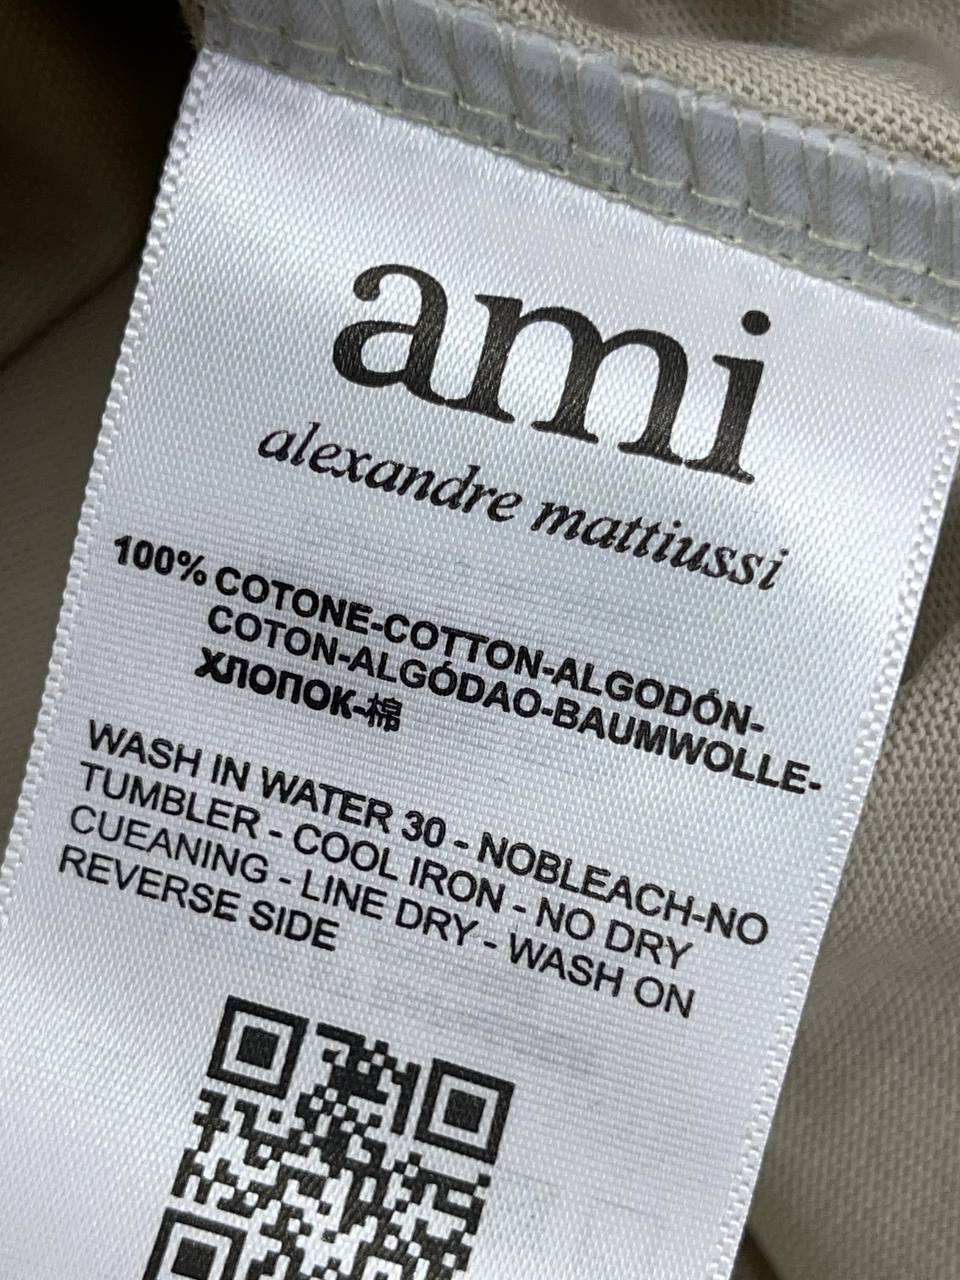 ami
alexandre mattiussi
100% COTONE-COTTON-ALGODÓN-
COTON-ALGÓDAO-BAUMWOLLE-
ХЛОПОК-棉
WASH IN WATER 30 - NOBLEACH-NO
TUMBLER - COOL IRON - NO DRY
CUEANING - LINE DRY - WASH ON
REVERSE SIDE